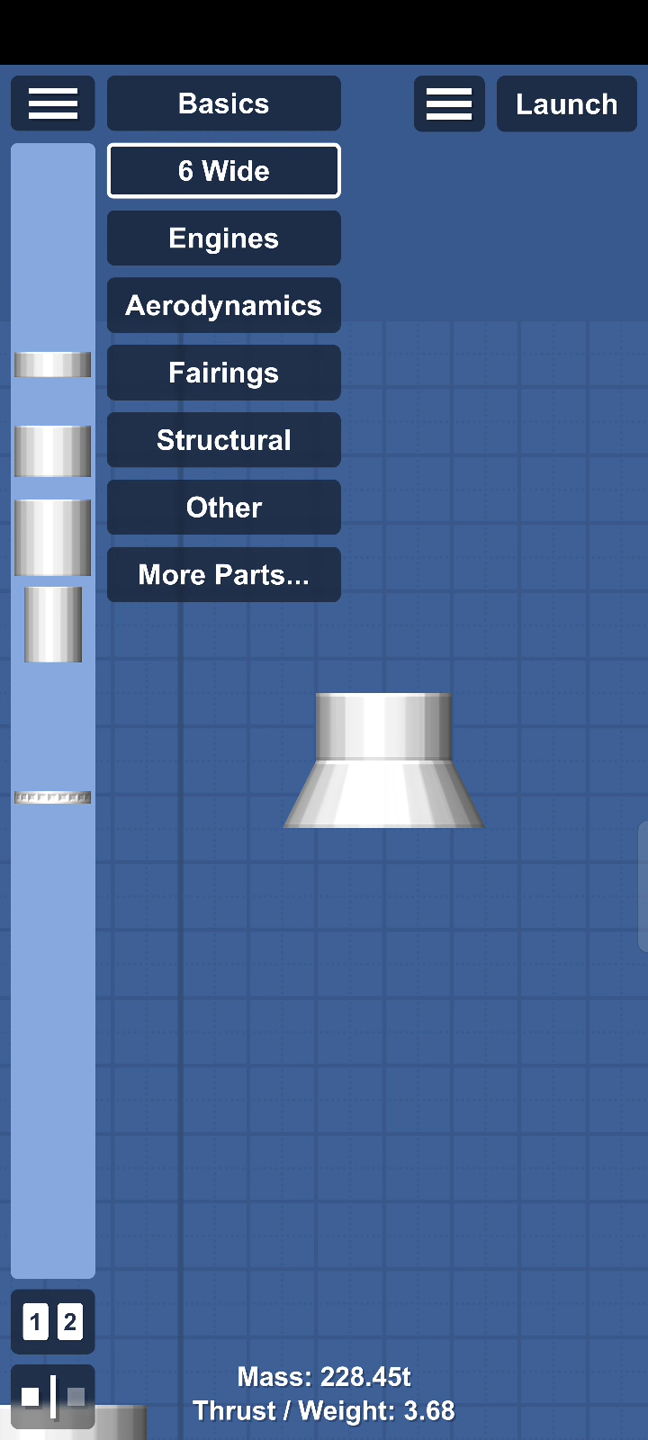 Basics
Launch
6 Wide
Engines
Aerodynamics
Fairings
Structural
Other
More Parts...
1 2
Mass: 228.45t
Thrust / Weight: 3.68